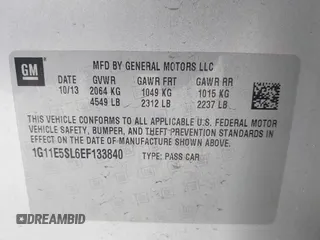 GM
MFD BY GENERAL MOTORS LLC
DATE GVWR GAWR FRT GAWR RR
10/13 2064 KG 1049 KG 1015 KG
4549 LB 2312 LB 2237 LB
THIS VEHICLE CONFORMS TO ALL APPLICABLE U.S. FEDERAL MOTOR
VEHICLE SAFETY, BUMPER, AND THEFT PREVENTION STANDARDS IN
EFFECT ON THE DATE OF MANUFACTURE SHOWN ABOVE.
1G11E5SL6EF133840 TYPE: PASS CAR